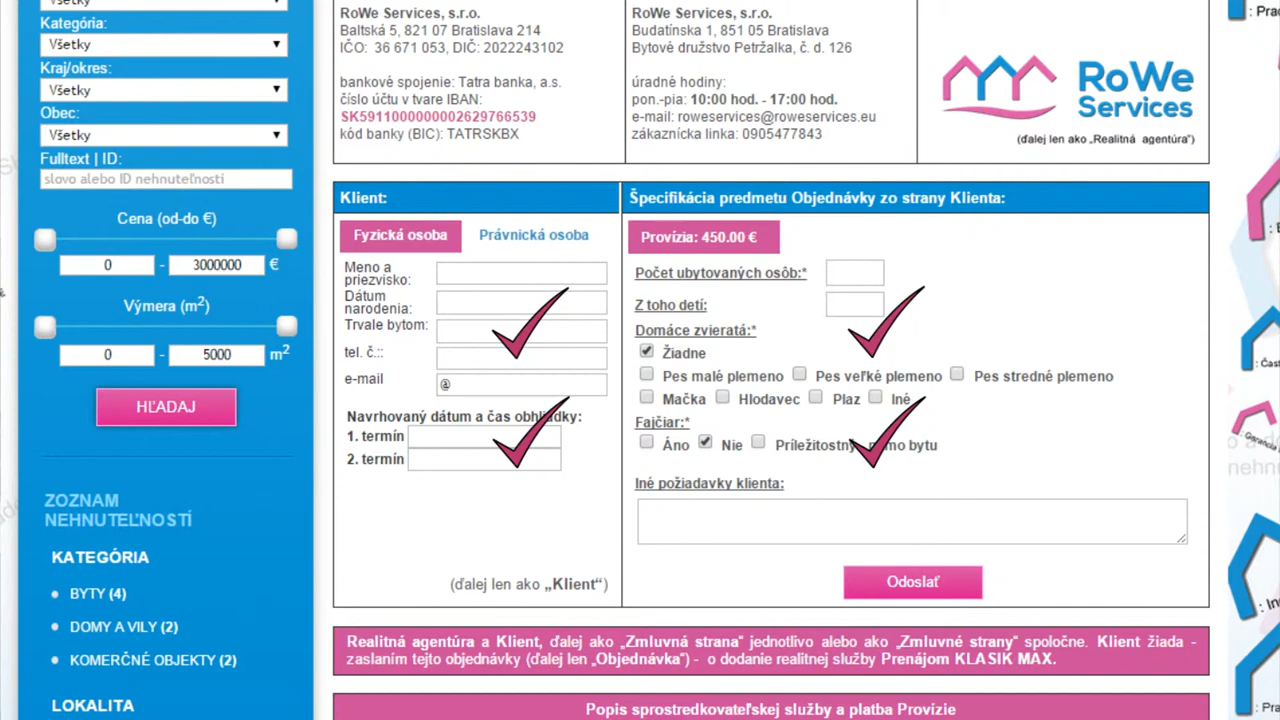 Všetky
Kategória:
Všetky
Kraj/okres:
Všetky
Obec:
Všetky
Fulltext | ID:
slovo alebo ID nehnuteľnosti
Cena (od-do €)
0 - 3000000 €
Výmera (m²)
0 - 5000 m²
HĽADAJ
ZOZNAM
NEHNUTEĽNOSTÍ
KATEGÓRIA
BYTY (4)
DOMY A VILY (2)
KOMERČNÉ OBJEKTY (2)
LOKALITA
RoWe Services, s.r.o.
Baltská 5, 821 07 Bratislava 214
IČO: 36 671 053, DIČ: 2022243102
bankové spojenie: Tatra banka, a.s.
číslo účtu v tvare IBAN:
SK5911000000002629766539
kód banky (BIC): TATRSKBX
RoWe Services, s.r.o.
Budatínska 1, 851 05 Bratislava
Bytové družstvo Petržalka, č. d. 126
úradné hodiny:
pon.-pia: 10:00 hod. - 17:00 hod.
e-mail: roweservices@roweservices.eu
zákaznícka linka: 0905477843
RoWe
Services
(ďalej len ako „Realitná agentúra")
Klient:
Fyzická osoba Právnická osoba
Meno a
priezvisko:
Dátum
narodenia:
Trvale bytom:
tel. č.::
e-mail @
Navrhovaný dátum a čas obhliadky:
1. termín
2. termín
(ďalej len ako „Klient")
Špecifikácia predmetu Objednávky zo strany Klienta:
Provízia: 450.00 €
Počet ubytovaných osôb:*
Z toho detí:
Domáce zvieratá:*
Žiadne
Pes malé plemeno Pes veľké plemeno Pes stredné plemeno
Mačka Hlodavec Plaz Iné
Fajčiar:*
Áno Nie Príležitostný mimo bytu
Iné požiadavky klienta:
Odoslať
Realitná agentúra a Klient, ďalej ako „Zmluvná strana" jednotlivo alebo ako „Zmluvné strany" spoločne. Klient žiada -
zaslaním tejto objednávky (ďalej len „Objednávka") - o dodanie realitnej služby Prenájom KLASIK MAX.
Popis sprostredkovateľskej služby a platba Provízie